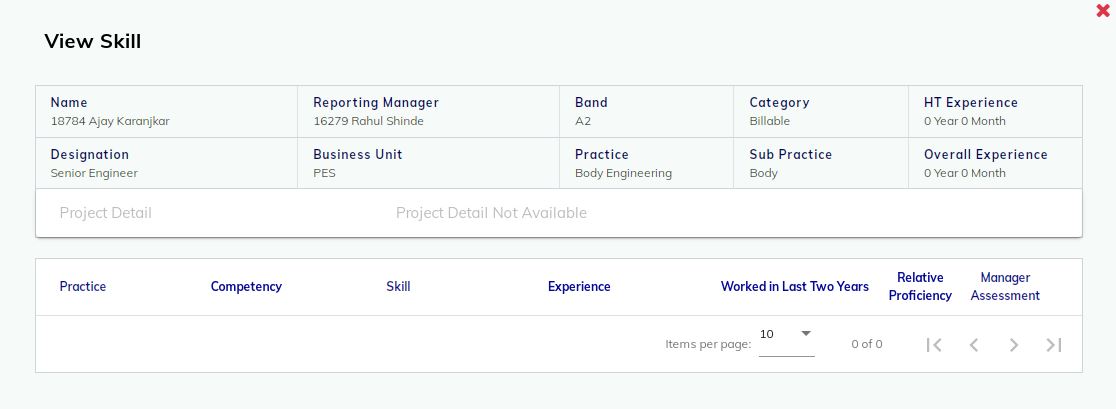 View Skill
Name Reporting Manager Band Category HT Experience
18784 Ajay Karanjkar 16279 Rahul Shinde A2 Billable 0 Year 0 Month
Designation Business Unit Practice Sub Practice Overall Experience
Senior Engineer PES Body Engineering Body 0 Year 0 Month
Project Detail Project Detail Not Available
Practice Competency Skill Experience Worked in Last Two Years Relative Proficiency Manager Assessment
Items per page: 10 0 of 0